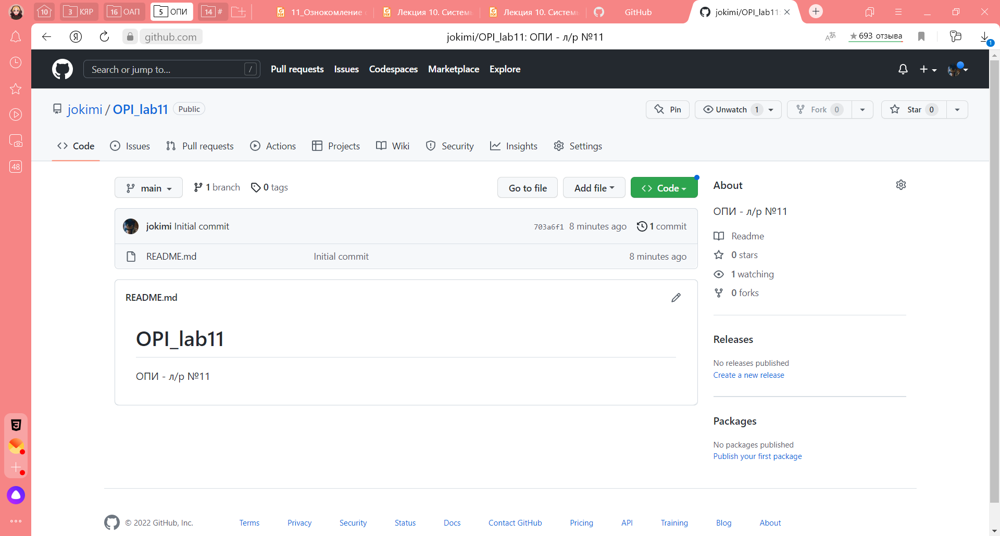 10 3 КЯР 16 ОАП 5 ОПИ 14 # 11_Ознокомление Лекция 10. Систем Лекция 10. Систем GitHub jokimi/OPI_lab11:
Я github.com jokimi/OPI_lab11: ОПИ - л/р №11 693 отзыва 1
Search or jump to... / Pull requests Issues Codespaces Marketplace Explore
jokimi / OPI_lab11 Public Pin Unwatch 1 Fork 0 Star 0
Code Issues Pull requests Actions Projects Wiki Security Insights Settings
48
main 1 branch 0 tags Go to file Add file Code
jokimi Initial commit 703a6f1 8 minutes ago 1 commit
README.md Initial commit 8 minutes ago
README.md
OPI_lab11
ОПИ - л/р №11
About
ОПИ - л/р №11
Readme
0 stars
1 watching
0 forks
Releases
No releases published
Create a new release
Packages
No packages published
Publish your first package
© 2022 GitHub, Inc. Terms Privacy Security Status Docs Contact GitHub Pricing API Training Blog About